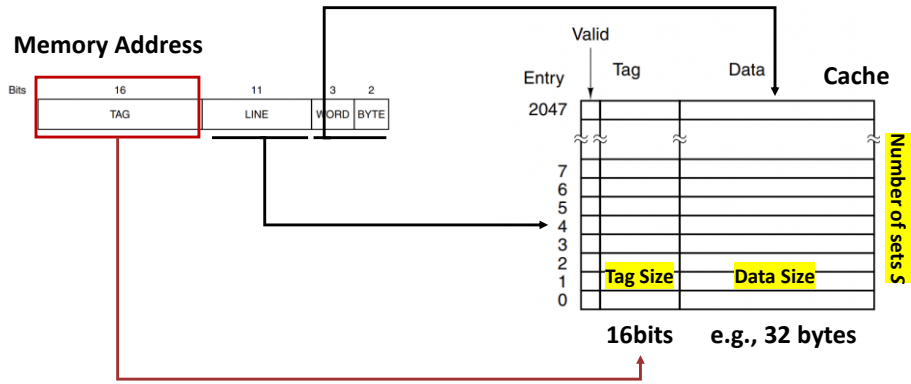 Memory Address
Bits 16 11 3 2
TAG LINE WORD BYTE
Valid
Entry Tag Data Cache
2047
7
6
5
4
3
2
1
0
Tag Size Data Size
Number of sets S
16bits e.g., 32 bytes